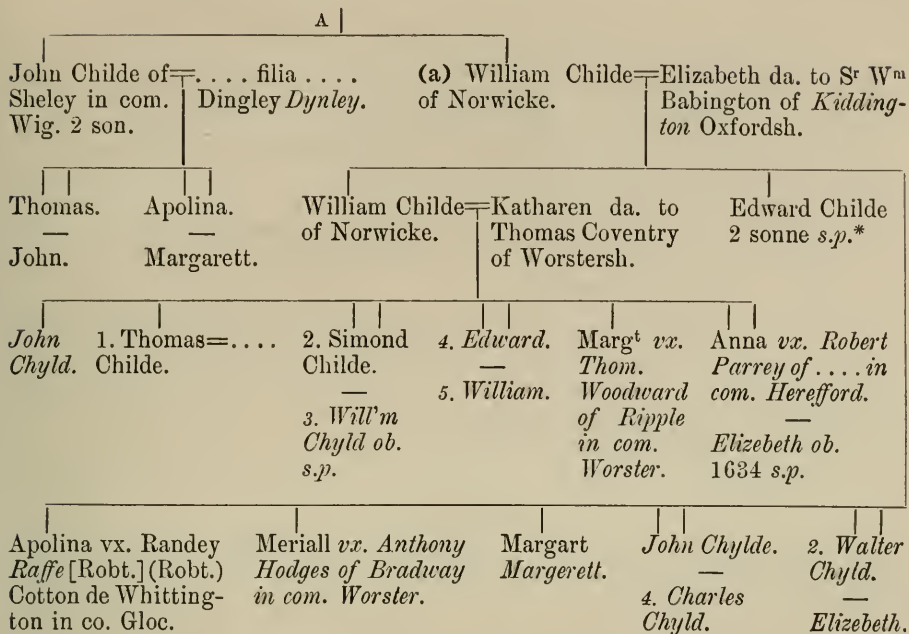 A
John Childe of . . . . filia . . . .
Sheley in com. Dingley Dynley.
Wig. 2 son.
(a) William Childe Elizabeth da. to Sʳ Wᵐ
of Norwicke. Babington of Kidding-
ton Oxfordsh.
Thomas.
—
John.
Apolina.
—
Margarett.
William Childe Katharen da. to
of Norwicke. Thomas Coventry
of Worstersh.
Edward Childe
2 sonne s.p.*
John
Chyld.
1. Thomas=. . . .
Childe.
2. Simond
Childe.
—
3. Will'm
Chyld ob.
s.p.
4. Edward.
—
5. William.
Margᵗ vx.
Thom.
Woodward
of Ripple
in com.
Worster.
Anna vx. Robert
Parrey of . . . . in
com. Herefford.
—
Elizebeth ob.
1634 s.p.
Apolina vx. Randey
Raffe [Robt.] (Robt.)
Cotton de Whitting-
ton in co. Gloc.
Meriall vx. Anthony
Hodges of Bradway
in com. Worster.
Margart
Margerett.
John Chylde.
—
4. Charles
Chyld.
2. Walter
Chyld.
—
Elizebeth.